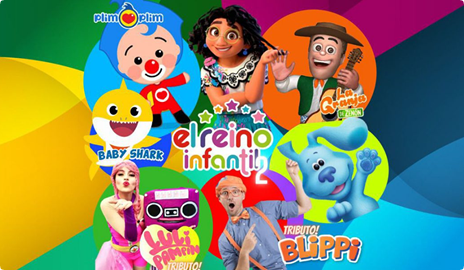 plim plim
La
Granja
DE ZENÓN
BABY SHARK
el reino
infantil
2
LULI
PAMPÍN
TRIBUTO!
TRIBUTO!
BLiPPi